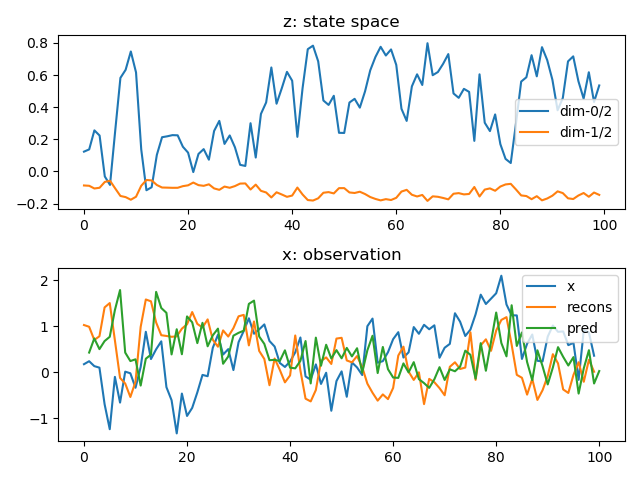 z: state space
0.8
0.6
0.4
0.2
0.0
−0.2
dim-0/2
dim-1/2
0 20 40 60 80 100
x: observation
2
1
0
−1
x
recons
pred
0 20 40 60 80 100